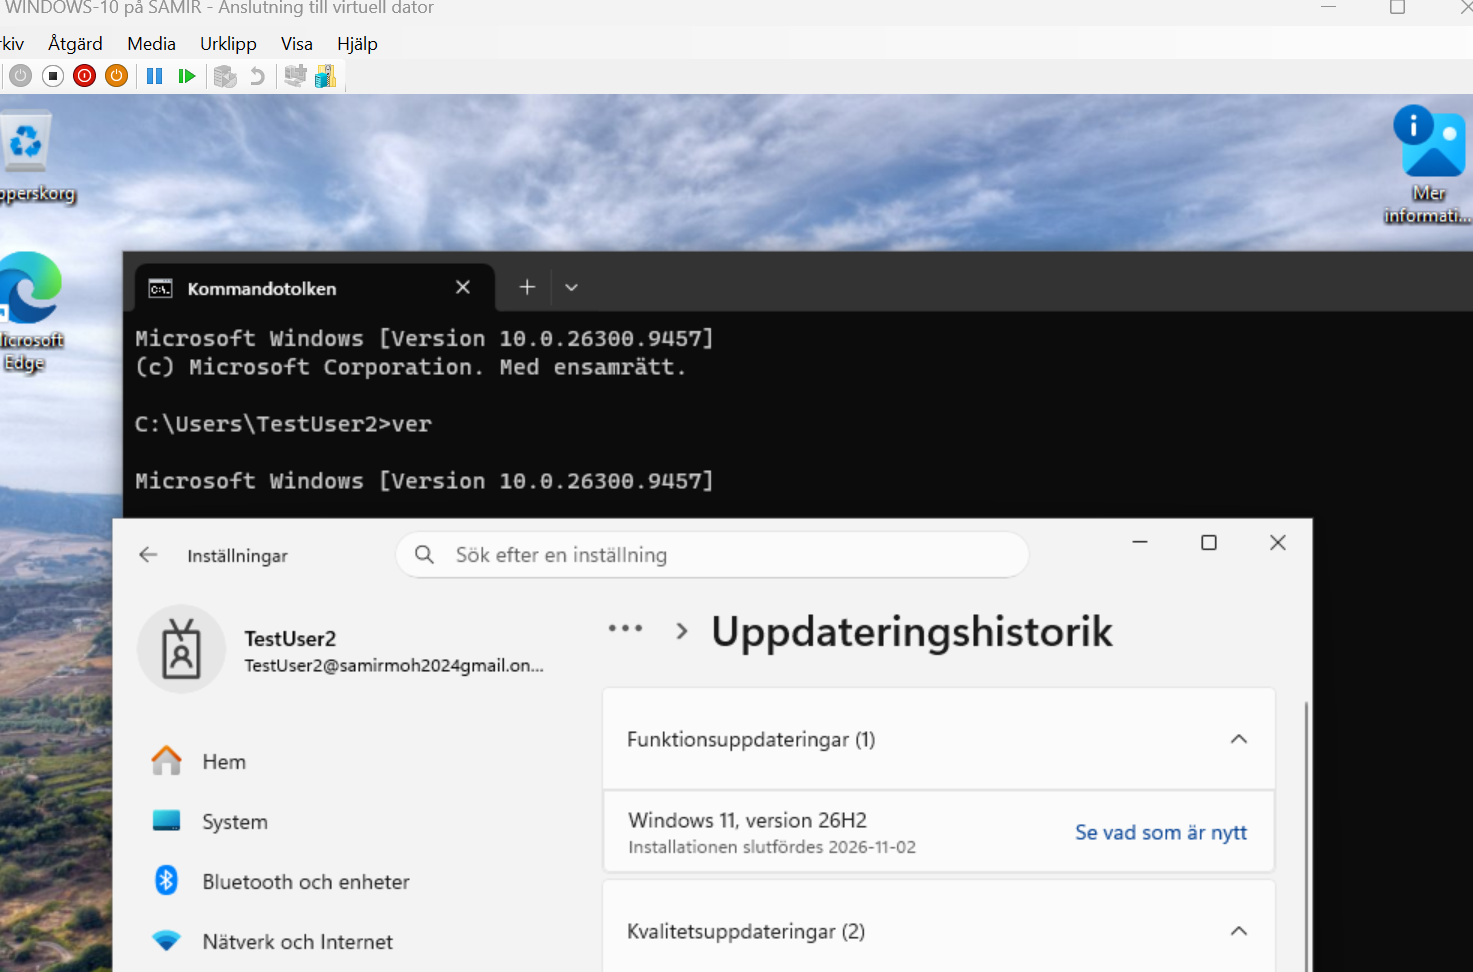 WINDOWS-10 på SAMIR - Anslutning till virtuell dator
rkiv Åtgärd Media Urklipp Visa Hjälp
pperskorg
Mer
informati...
icrosoft
Edge
Kommandotolken
Microsoft Windows [Version 10.0.26300.9457]
(c) Microsoft Corporation. Med ensamrätt.
C:\Users\TestUser2>ver
Microsoft Windows [Version 10.0.26300.9457]
Inställningar
Sök efter en inställning
TestUser2
TestUser2@samirmoh2024gmail.on...
Hem
System
Bluetooth och enheter
Nätverk och Internet
... > Uppdateringshistorik
Funktionsuppdateringar (1)
Windows 11, version 26H2
Installationen slutfördes 2026-11-02
Se vad som är nytt
Kvalitetsuppdateringar (2)